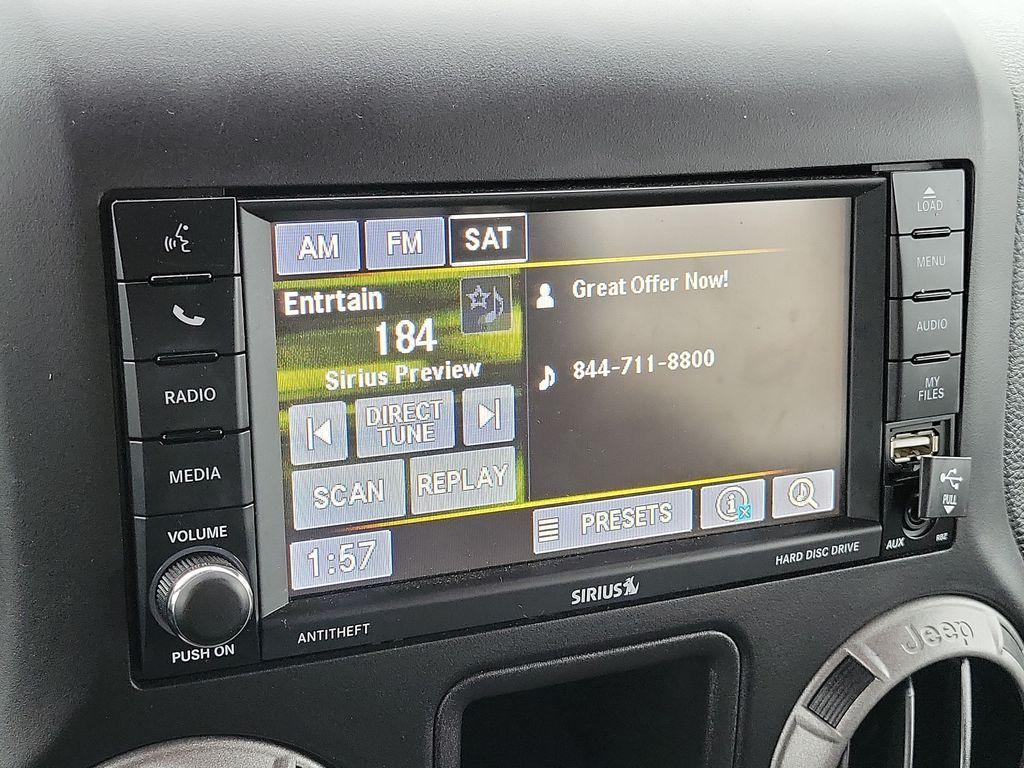 LOAD
MENU
AUDIO
MY
FILES
PULL
AUX
RBZ
RADIO
MEDIA
VOLUME
PUSH ON
AM
FM
SAT
Entrtain
184
Sirius Preview
DIRECT
TUNE
SCAN
REPLAY
1:57
Great Offer Now!
844-711-8800
PRESETS
ANTITHEFT
SIRIUS
HARD DISC DRIVE
Jeep